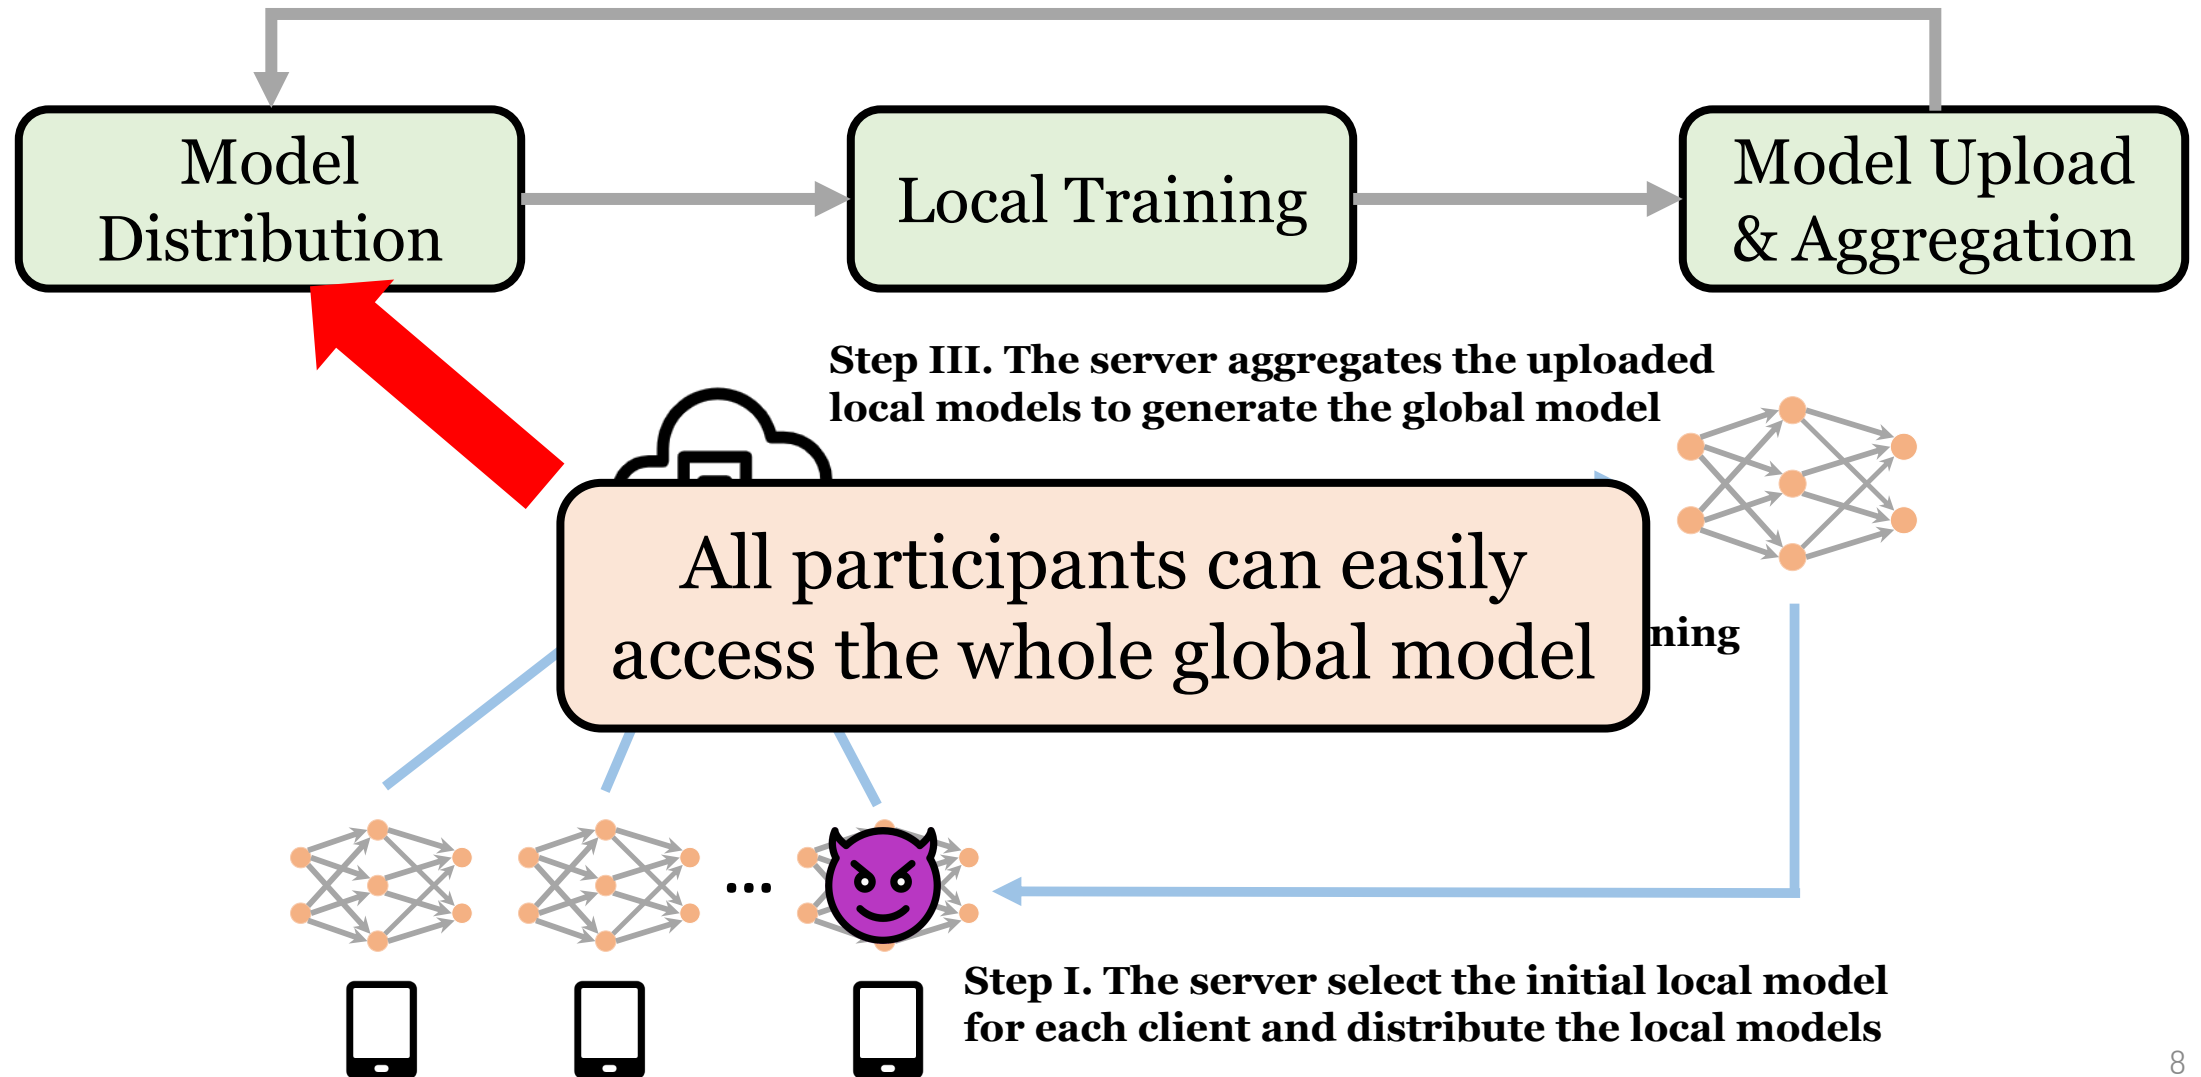 Model
Distribution
Local Training
Model Upload
& Aggregation
Step III. The server aggregates the uploaded
local models to generate the global model
All participants can easily
access the whole global model
ning
...
Step I. The server select the initial local model
for each client and distribute the local models
8